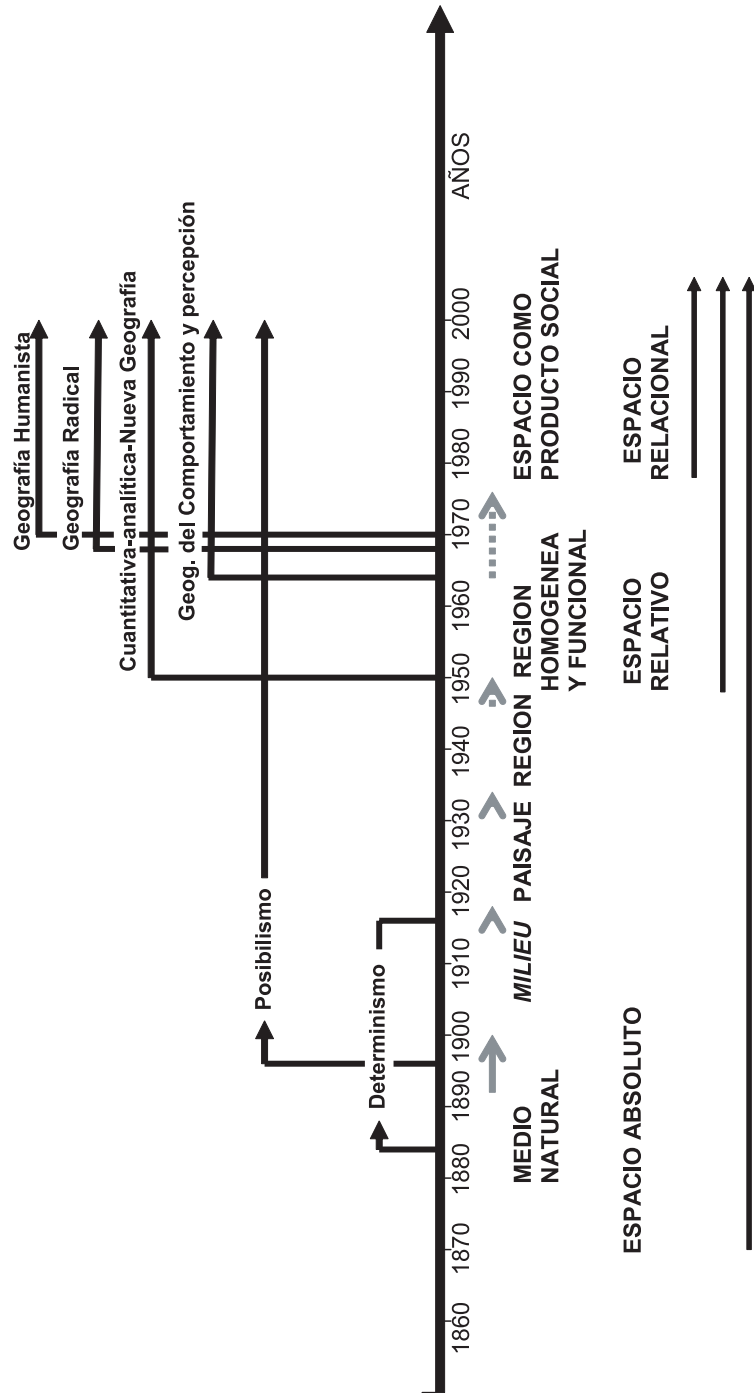 Geografía Humanista
Geografía Radical
Cuantitativa-analítica-Nueva Geografía
Geog. del Comportamiento y percepción
Posibilismo
Determinismo
1860
1870
1880
1890
1900
1910
1920
1930
1940
1950
1960
1970
1980
1990
2000
AÑOS
MEDIO
NATURAL
MILIEU
PAISAJE
REGION
REGION
HOMOGENEA
Y FUNCIONAL
ESPACIO COMO
PRODUCTO SOCIAL
ESPACIO ABSOLUTO
ESPACIO
RELATIVO
ESPACIO
RELACIONAL